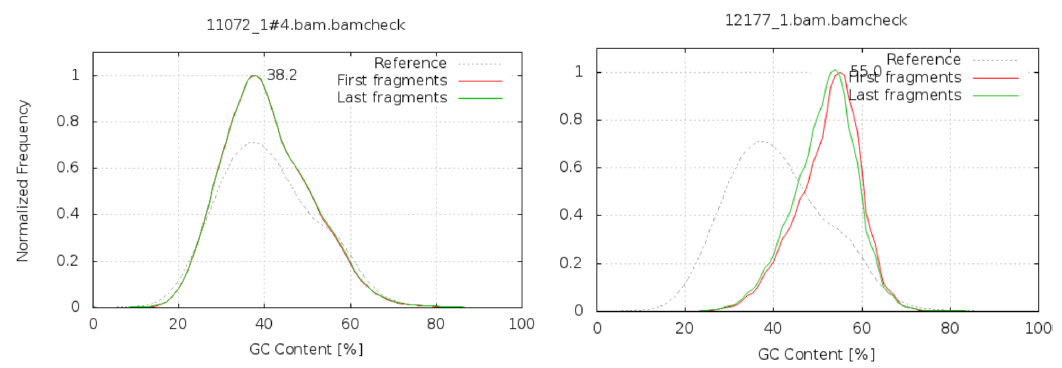 11072_1#4.bam.bamcheck
Normalized Frequency
1
0.8
0.6
0.4
0.2
0
38.2
Reference
First fragments
Last fragments
0 20 40 60 80 100
GC Content [%]
12177_1.bam.bamcheck
1
0.8
0.6
0.4
0.2
0
55.0
Reference
First fragments
Last fragments
0 20 40 60 80 100
GC Content [%]